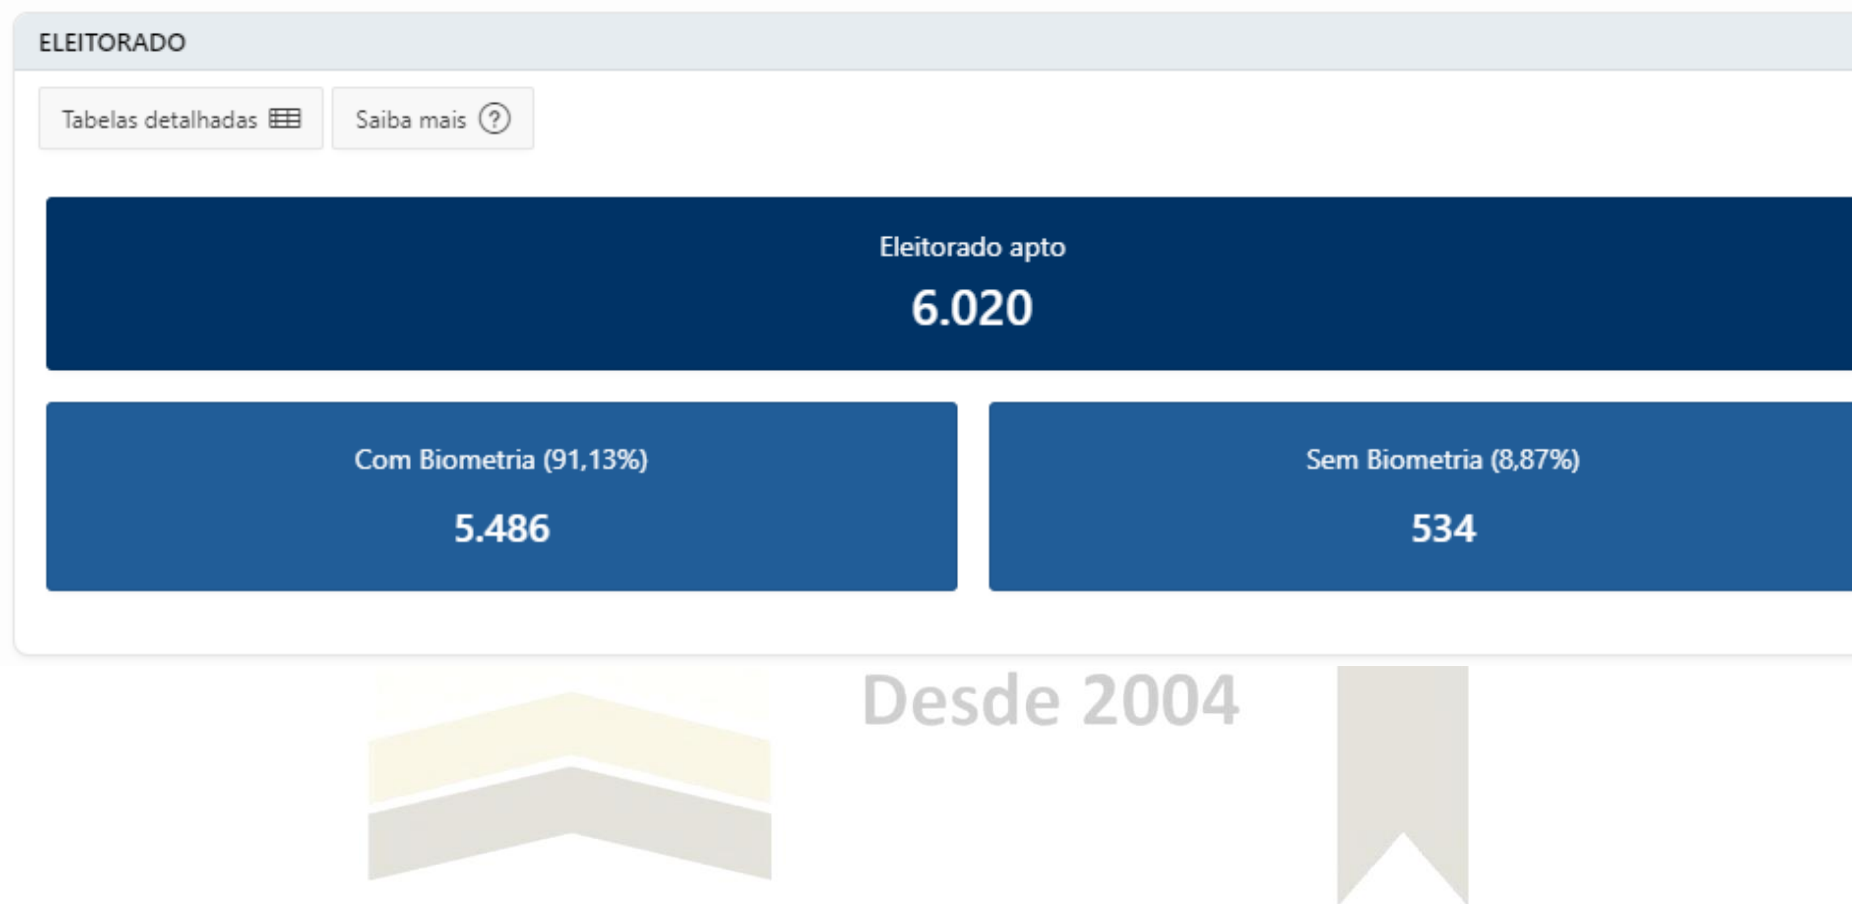 ELEITORADO
Tabelas detalhadas
Saiba mais
Eleitorado apto
6.020
Com Biometria (91,13%)
5.486
Sem Biometria (8,87%)
534
Desde 2004